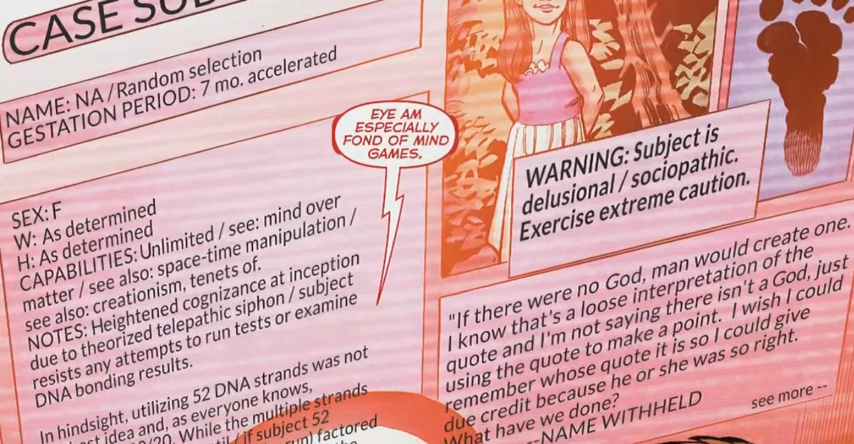 CASE
NAME: NA / Random selection
GESTATION PERIOD: 7 mo. accelerated
EYE AM
ESPECIALLY
FOND OF MIND
GAMES.
SEX: F
W: As determined
H: As determined
CAPABILITIES: Unlimited / see: mind over
matter / see also: space-time manipulation /
see also: creationism, tenets of.
NOTES: Heightened cognizance at inception
due to theorized telepathic siphon / subject
resists any attempts to run tests or examine
DNA bonding results.
In hindsight, utilizing 52 DNA strands was not
idea and, as everyone knows,
While the multiple strands
if subject 52
factored
WARNING: Subject is
delusional / sociopathic.
Exercise extreme caution.
"If there were no God, man would create one.
I know that's a loose interpretation of the
quote and I'm not saying there isn't a God, just
using the quote to make a point. I wish I could
remember whose quote it is so I could give
due credit because he or she was so right.
What have we done?
--NAME WITHHELD
see more --